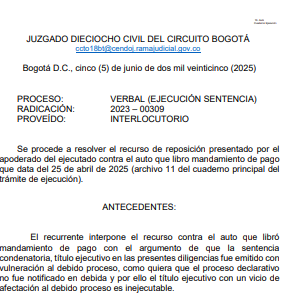 JUZGADO DIECIOCHO CIVIL DEL CIRCUITO BOGOTÁ
ccto18bt@cendoj.ramajudicial.gov.co
Bogotá D.C., cinco (5) de junio de dos mil veinticinco (2025)
PROCESO: VERBAL (EJECUCIÓN SENTENCIA)
RADICACIÓN: 2023 – 00309
PROVEÍDO: INTERLOCUTORIO
Se procede a resolver el recurso de reposición presentado por el
apoderado del ejecutado contra el auto que libro mandamiento de pago
que data del 25 de abril de 2025 (archivo 11 del cuaderno principal del
trámite de ejecución).
ANTECEDENTES:
El recurrente interpone el recurso contra el auto que libró
mandamiento de pago con el argumento de que la sentencia
condenatoria, título ejecutivo en las presentes diligencias fue emitido con
vulneración al debido proceso, como quiera que el proceso declarativo
no fue notificado en debida y por ello el título ejecutivo con un vicio de
afectación al debido proceso es inejecutable.